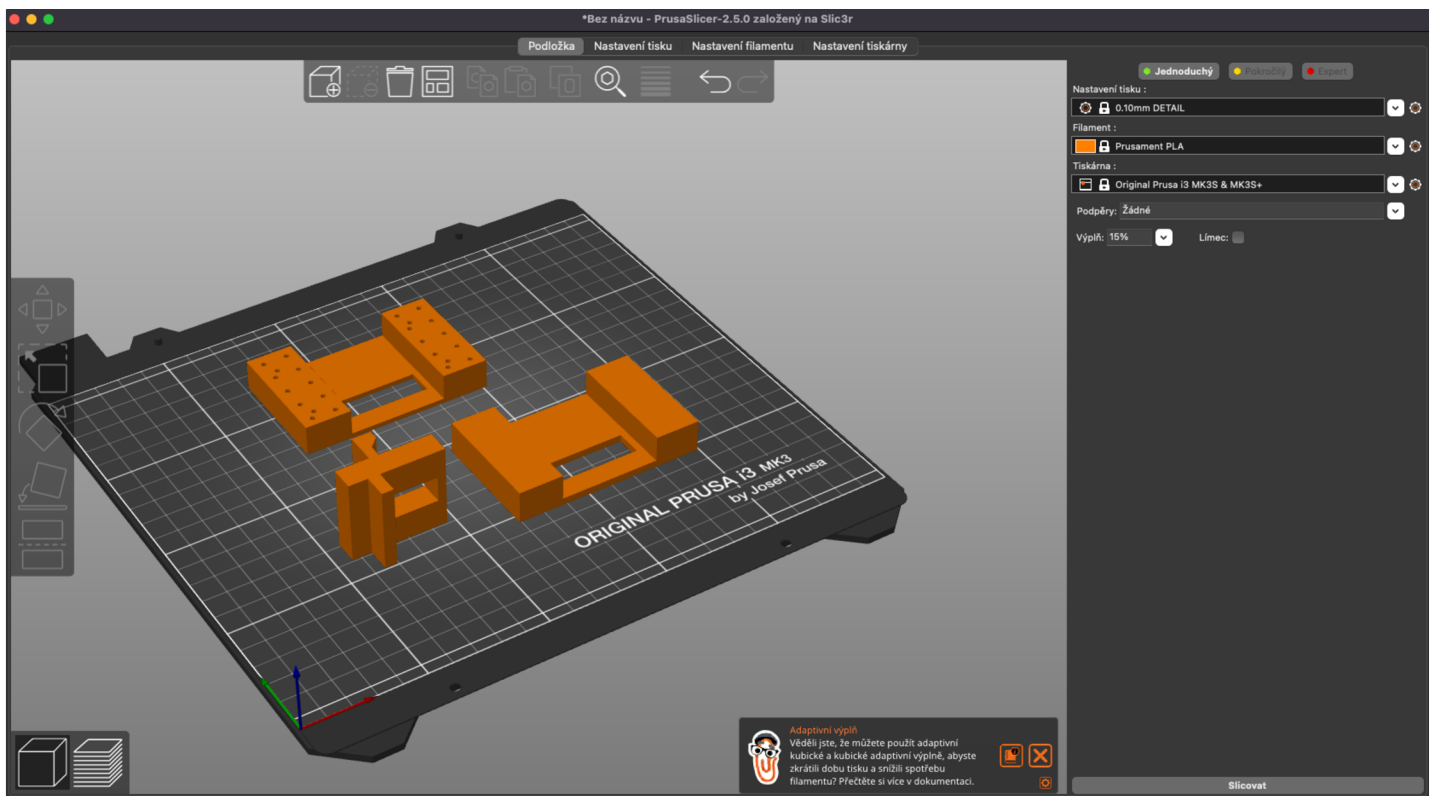 *Bez názvu - PrusaSlicer-2.5.0 založený na Slic3r
Podložka Nastavení tisku Nastavení filamentu Nastavení tiskárny
Jednoduchý Pokročilý Expert
Nastavení tisku :
0.10mm DETAIL
Filament :
Prusament PLA
Tiskárna :
Original Prusa i3 MK3S & MK3S+
Podpěry: Žádné
Výplň: 15% Límec:
ORIGINAL PRUSA i3 MK3
by Josef Prusa
Adaptivní výplň
Věděli jste, že můžete použít adaptivní
kubické a kubické adaptivní výplně, abyste
zkrátili dobu tisku a snížili spotřebu
filamentu? Přečtěte si více v dokumentaci.
Slicovat